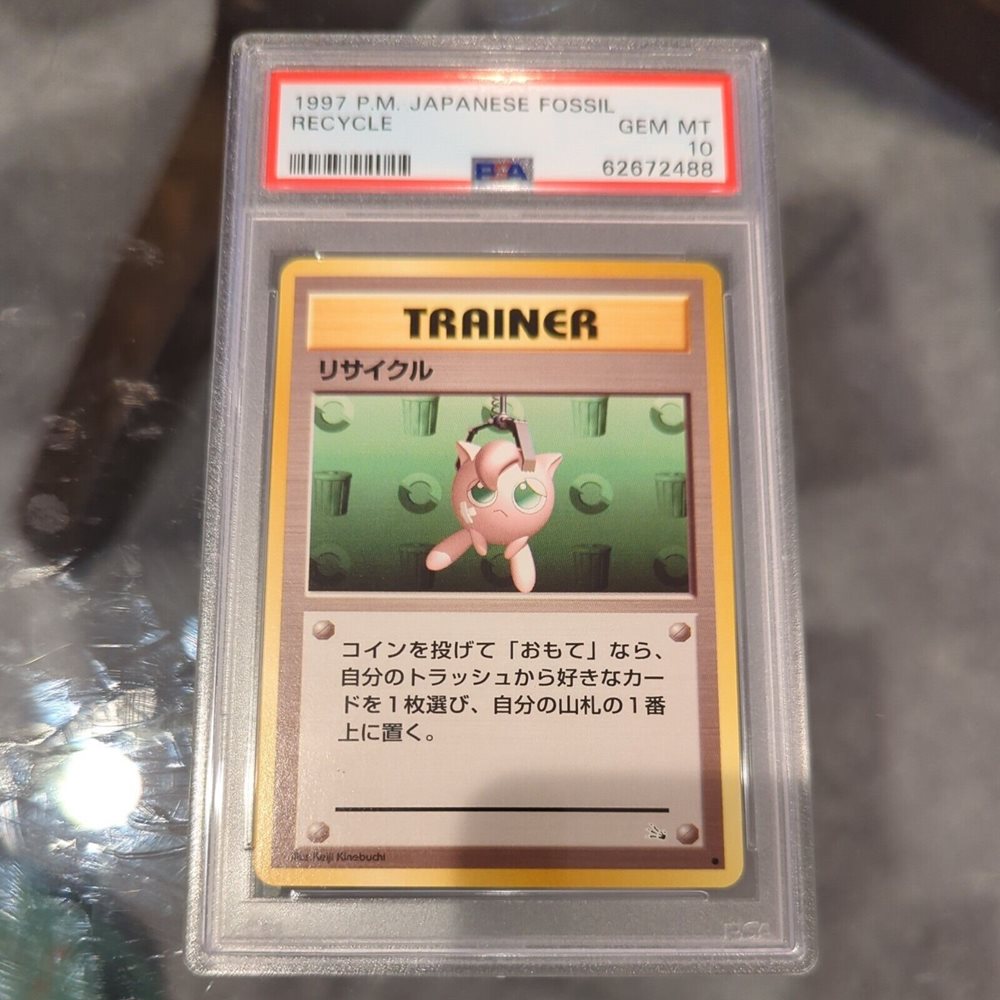 1997 P.M. JAPANESE FOSSIL
RECYCLE
GEM MT
10
PSA
62672488
TRAINER
リサイクル
コインを投げて「おもて」なら、
自分のトラッシュから好きなカー
ドを1枚選び、自分の山札の1番
上に置く。
Illus. Keiji Kinebuchi
PSA